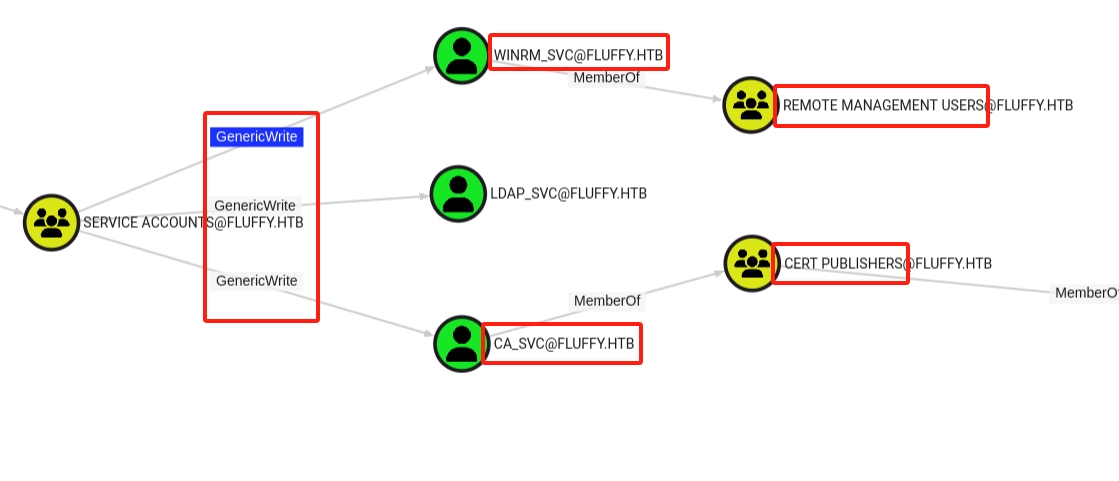 WINRM_SVC@FLUFFY.HTB
MemberOf
REMOTE MANAGEMENT USERS@FLUFFY.HTB
GenericWrite
LDAP_SVC@FLUFFY.HTB
GenericWrite
SERVICE ACCOUNTS@FLUFFY.HTB
CERT PUBLISHERS@FLUFFY.HTB
GenericWrite
MemberOf
MemberO
CA_SVC@FLUFFY.HTB